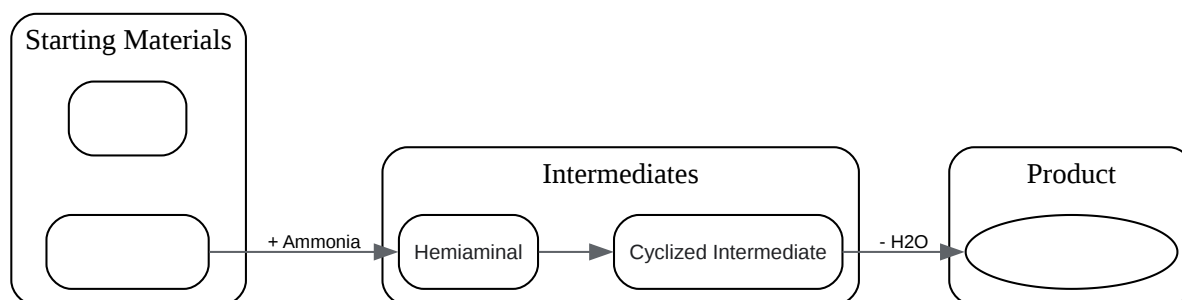 Starting Materials
+ Ammonia
Intermediates
Hemiaminal
Cyclized Intermediate
- H2O
Product